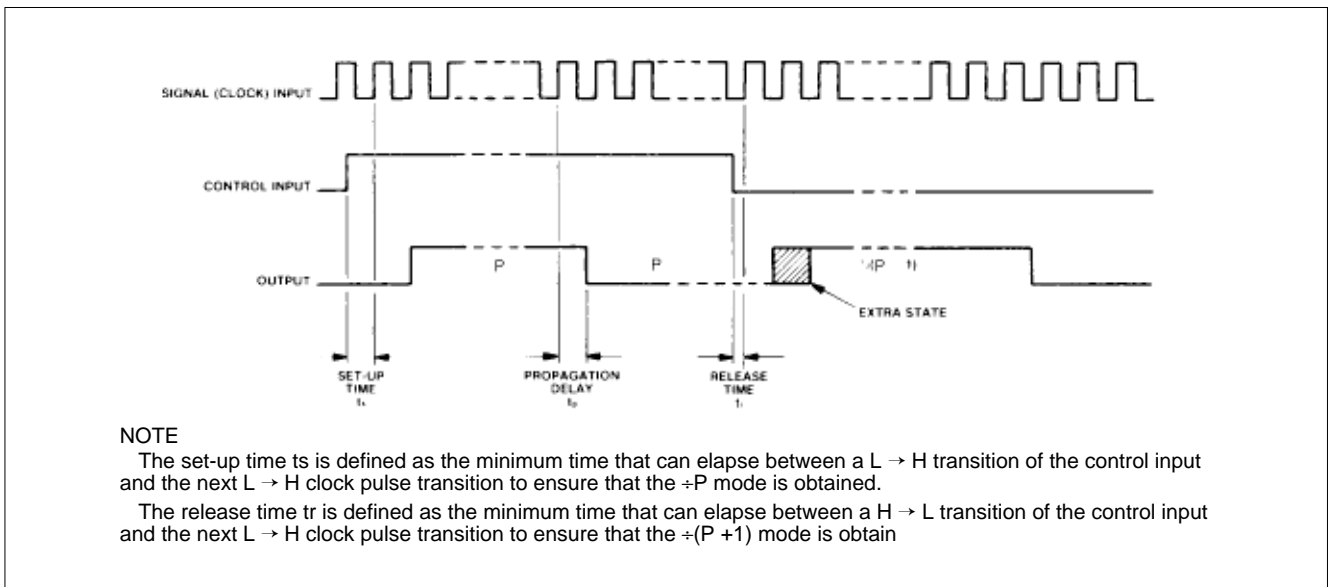 SIGNAL (CLOCK) INPUT
CONTROL INPUT
OUTPUT
P
P
EXTRA STATE
SET-UP
TIME
PROPAGATION
DELAY
RELEASE
TIME
NOTE
The set-up time ts is defined as the minimum time that can elapse between a L → H transition of the control input
and the next L → H clock pulse transition to ensure that the ÷P mode is obtained.
The release time tr is defined as the minimum time that can elapse between a H → L transition of the control input
and the next L → H clock pulse transition to ensure that the ÷(P +1) mode is obtain